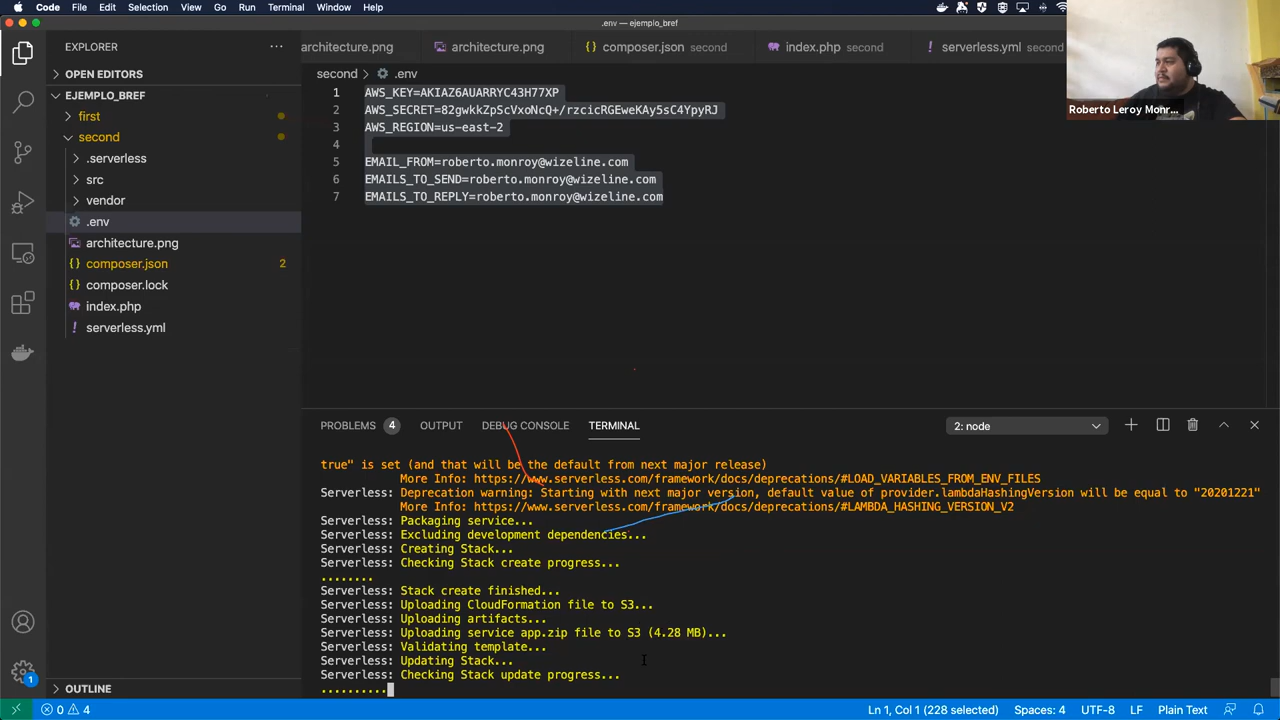 Code File Edit Selection View Go Run Terminal Window Help
.env — ejemplo_bref
EXPLORER
architecture.png architecture.png composer.json second index.php second serverless.yml second
OPEN EDITORS
second > .env
EJEMPLO_BREF
first
second
.serverless
src
vendor
.env
architecture.png
composer.json 2
composer.lock
index.php
serverless.yml
1 AWS_KEY=AKIAZ6AUARRYC43H77XP
2 AWS_SECRET=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
3 AWS_REGION=us-east-2
4
5 EMAIL_FROM=roberto.monroy@wizeline.com
6 EMAILS_TO_SEND=roberto.monroy@wizeline.com
7 EMAILS_TO_REPLY=roberto.monroy@wizeline.com
Roberto Leroy Monr...
PROBLEMS 4 OUTPUT DEBUG CONSOLE TERMINAL 2: node
true" is set (and that will be the default from next major release)
More Info: https://www.serverless.com/framework/docs/deprecations/#LOAD_VARIABLES_FROM_ENV_FILES
Serverless: Deprecation warning: Starting with next major version, default value of provider.lambdaHashingVersion will be equal to "20201221"
More Info: https://www.serverless.com/framework/docs/deprecations/#LAMBDA_HASHING_VERSION_V2
Serverless: Packaging service...
Serverless: Excluding development dependencies...
Serverless: Creating Stack...
Serverless: Checking Stack create progress...
........
Serverless: Stack create finished...
Serverless: Uploading CloudFormation file to S3...
Serverless: Uploading artifacts...
Serverless: Uploading service app.zip file to S3 (4.28 MB)...
Serverless: Validating template...
Serverless: Updating Stack...
Serverless: Checking Stack update progress...
..........
OUTLINE
1
0 4 Ln 1, Col 1 (228 selected) Spaces: 4 UTF-8 LF Plain Text